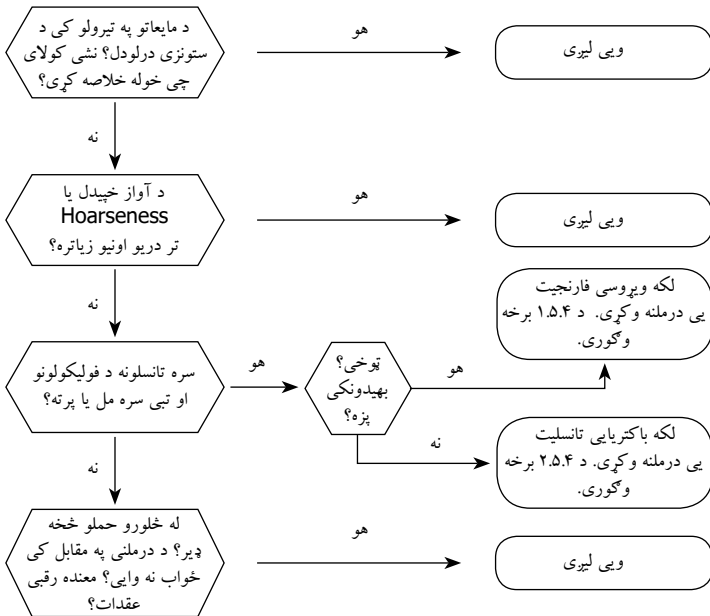 د مایعاتو په تیرولو کی د
ستونزی درلودل؟ نشی کولای
چی خوله خلاصه کړی؟
هو
ویی لیږی
نه
د آواز خپیدل یا
Hoarseness
تر دریو اونیو زیاتره؟
هو
ویی لیږی
نه
سره تانسلونه د فولیکولونو
او تبی سره مل یا پرته؟
هو
ټوخی؟
بهیدونکی
پزه؟
هو
لکه ویروسی فارنجیت
یی درملنه وکړی. د ۱.۵.۴ برخه
وګوری.
نه
لکه باکتریایی تانسلیت
یی درملنه وکړی. د ۲.۵.۴ برخه
وګوری.
نه
له څلورو حملو څخه
ډیر؟ د درملنی په مقابل کی
ځواب نه وایی؟ معنده رقبی
عقدات؟
هو
ویی لیږی